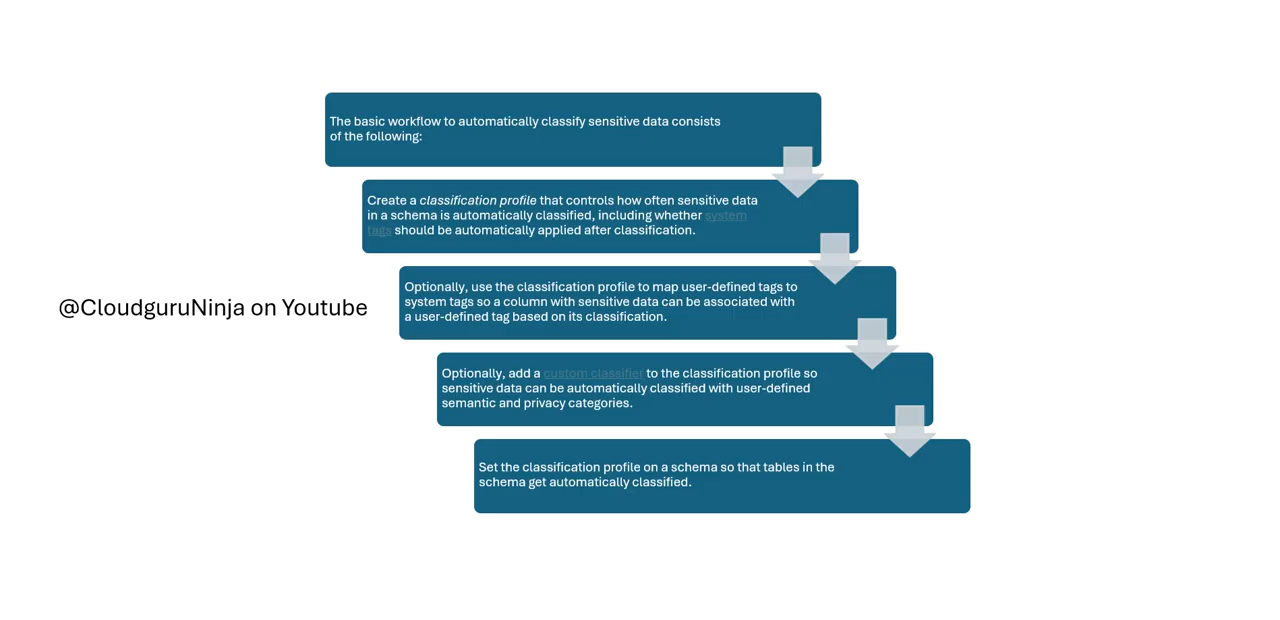 The basic workflow to automatically classify sensitive data consists
of the following:
Create a classification profile that controls how often sensitive data
in a schema is automatically classified, including whether system
tags should be automatically applied after classification.
@CloudguruNinja on Youtube
Optionally, use the classification profile to map user-defined tags to
system tags so a column with sensitive data can be associated with
a user-defined tag based on its classification.
Optionally, add a custom classifier to the classification profile so
sensitive data can be automatically classified with user-defined
semantic and privacy categories.
Set the classification profile on a schema so that tables in the
schema get automatically classified.